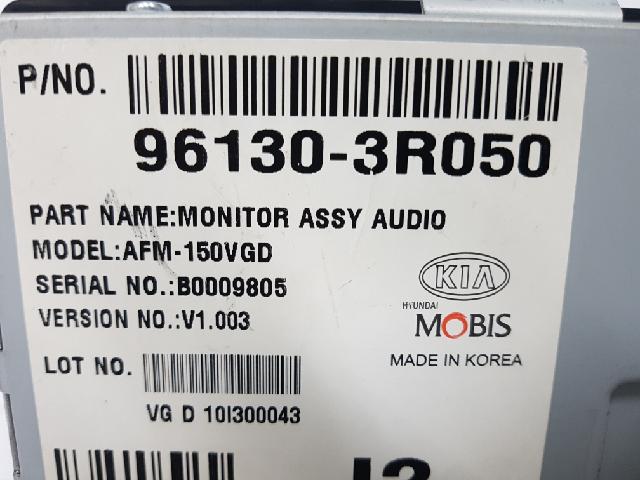 P/NO.
96130-3R050
PART NAME:MONITOR ASSY AUDIO
MODEL:AFM-150VGD
SERIAL NO.:B0009805
VERSION NO.:V1.003
KIA
HYUNDAI
MOBIS
MADE IN KOREA
LOT NO.
VG D 10I300043